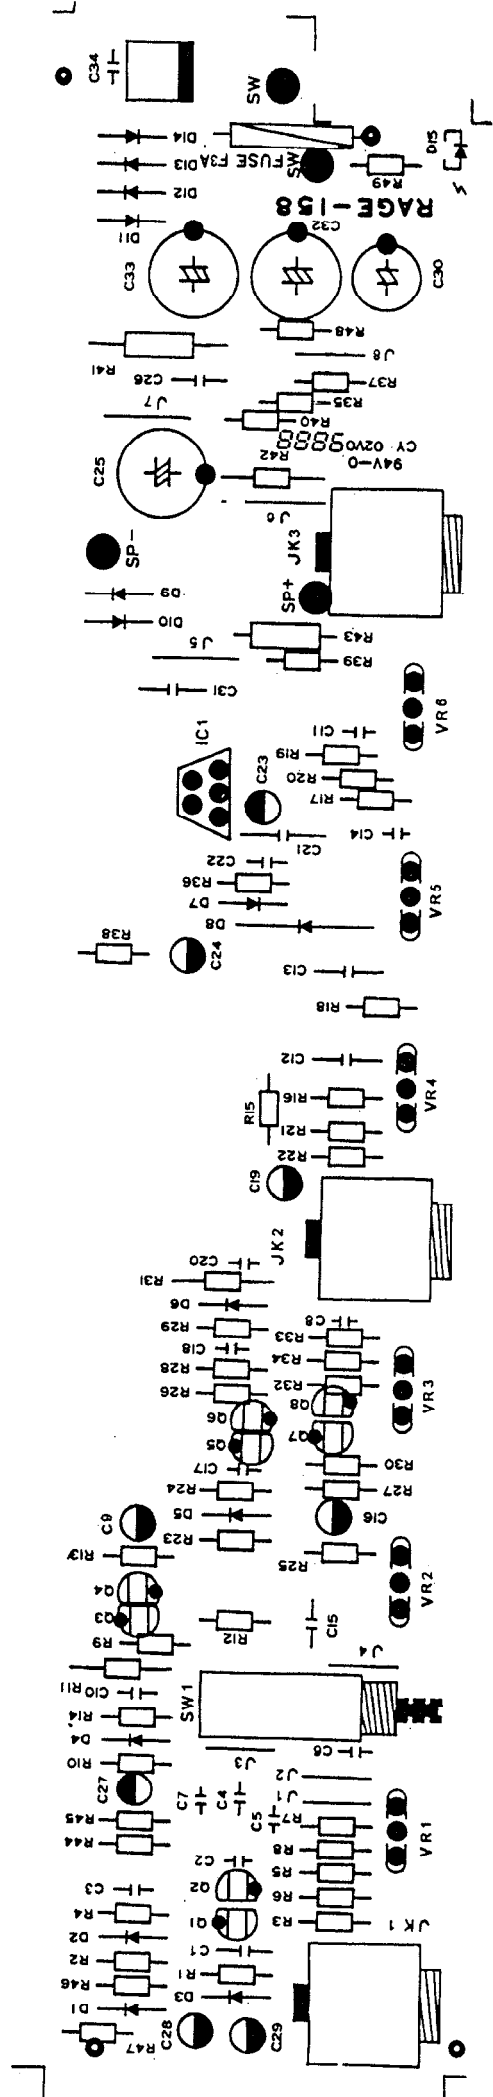 C34
SW
D14
D13
D12
D11
FUSE F3A
SW
D15
R49
RAGE-158
C33
C32
C30
R48
J8
R41
C26
R37
J7
R35
R40
8888
CY 02V0
94V-0
C25
R42
J6
JK3
SP-
SP+
D9
D10
R43
J5
R39
C31
VR6
IC1
C11
R19
C23
R20
R17
C21
C14
C22
R36
D7
VR5
D8
R38
C24
C13
R18
C12
R15
R16
VR4
R21
R22
C19
JK2
C20
R31
D6
R29
C8
R33
C18
R28
R34
R26
R32
VR3
Q6
Q8
Q5
Q7
C17
R30
R24
R27
C9
D5
C16
R23
R13
R25
Q4
VR2
Q3
R12
C15
R9
J4
R11
C10
SW1
R14
D4
C6
R10
J3
J2
C27
C7
C4
J1
C5
R7
R45
VR1
R44
R8
C2
R5
C3
Q2
R6
R4
Q1
R3
JK1
D2
C1
R2
R1
R46
D3
D1
R47
C28
C29